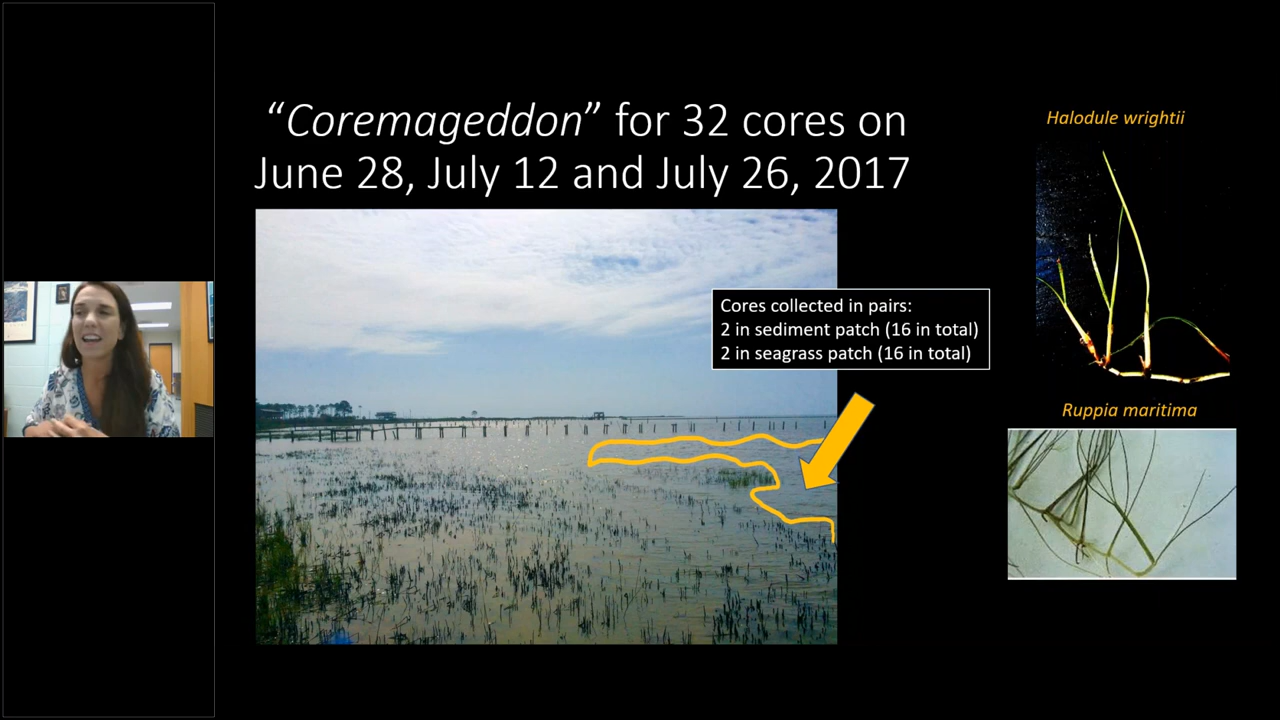 “Coremageddon” for 32 cores on
June 28, July 12 and July 26, 2017
Cores collected in pairs:
2 in sediment patch (16 in total)
2 in seagrass patch (16 in total)
Halodule wrightii
Ruppia maritima